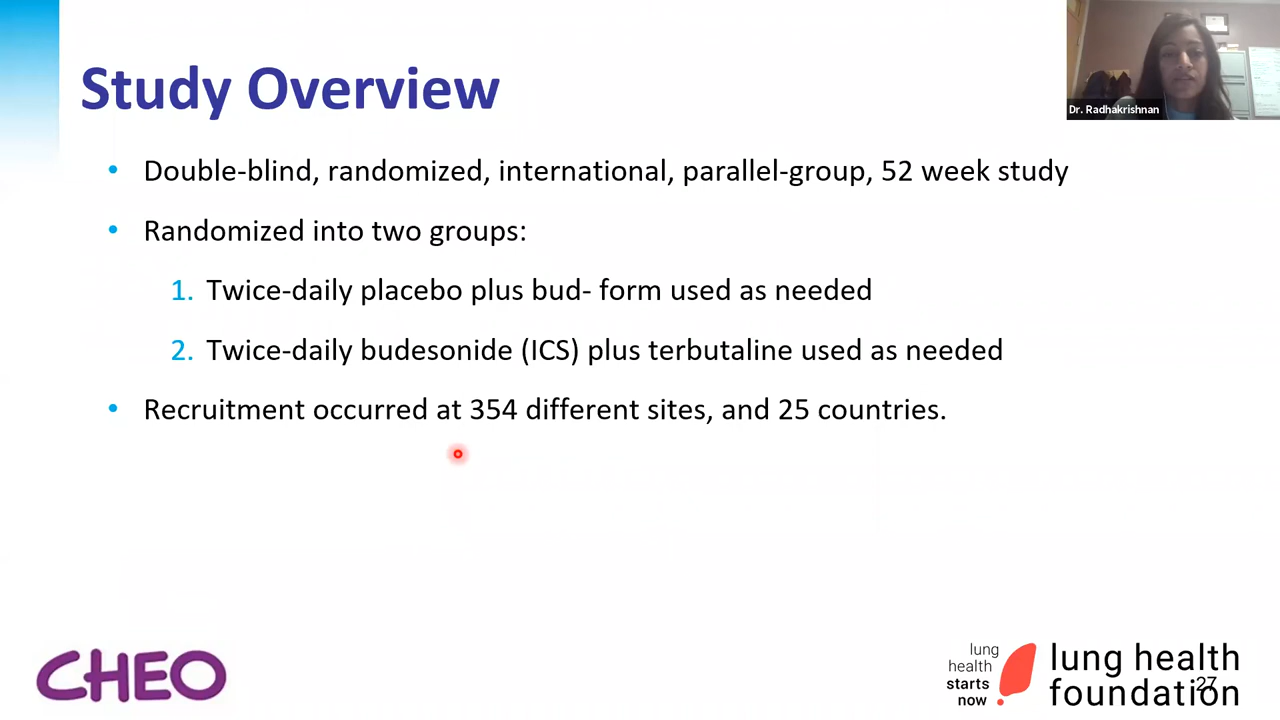 Study Overview
Dr. Radhakrishnan
• Double-blind, randomized, international, parallel-group, 52 week study
• Randomized into two groups:
1. Twice-daily placebo plus bud- form used as needed
2. Twice-daily budesonide (ICS) plus terbutaline used as needed
• Recruitment occurred at 354 different sites, and 25 countries.
CHEO
lung
health
starts
now
lung health
foundation
27